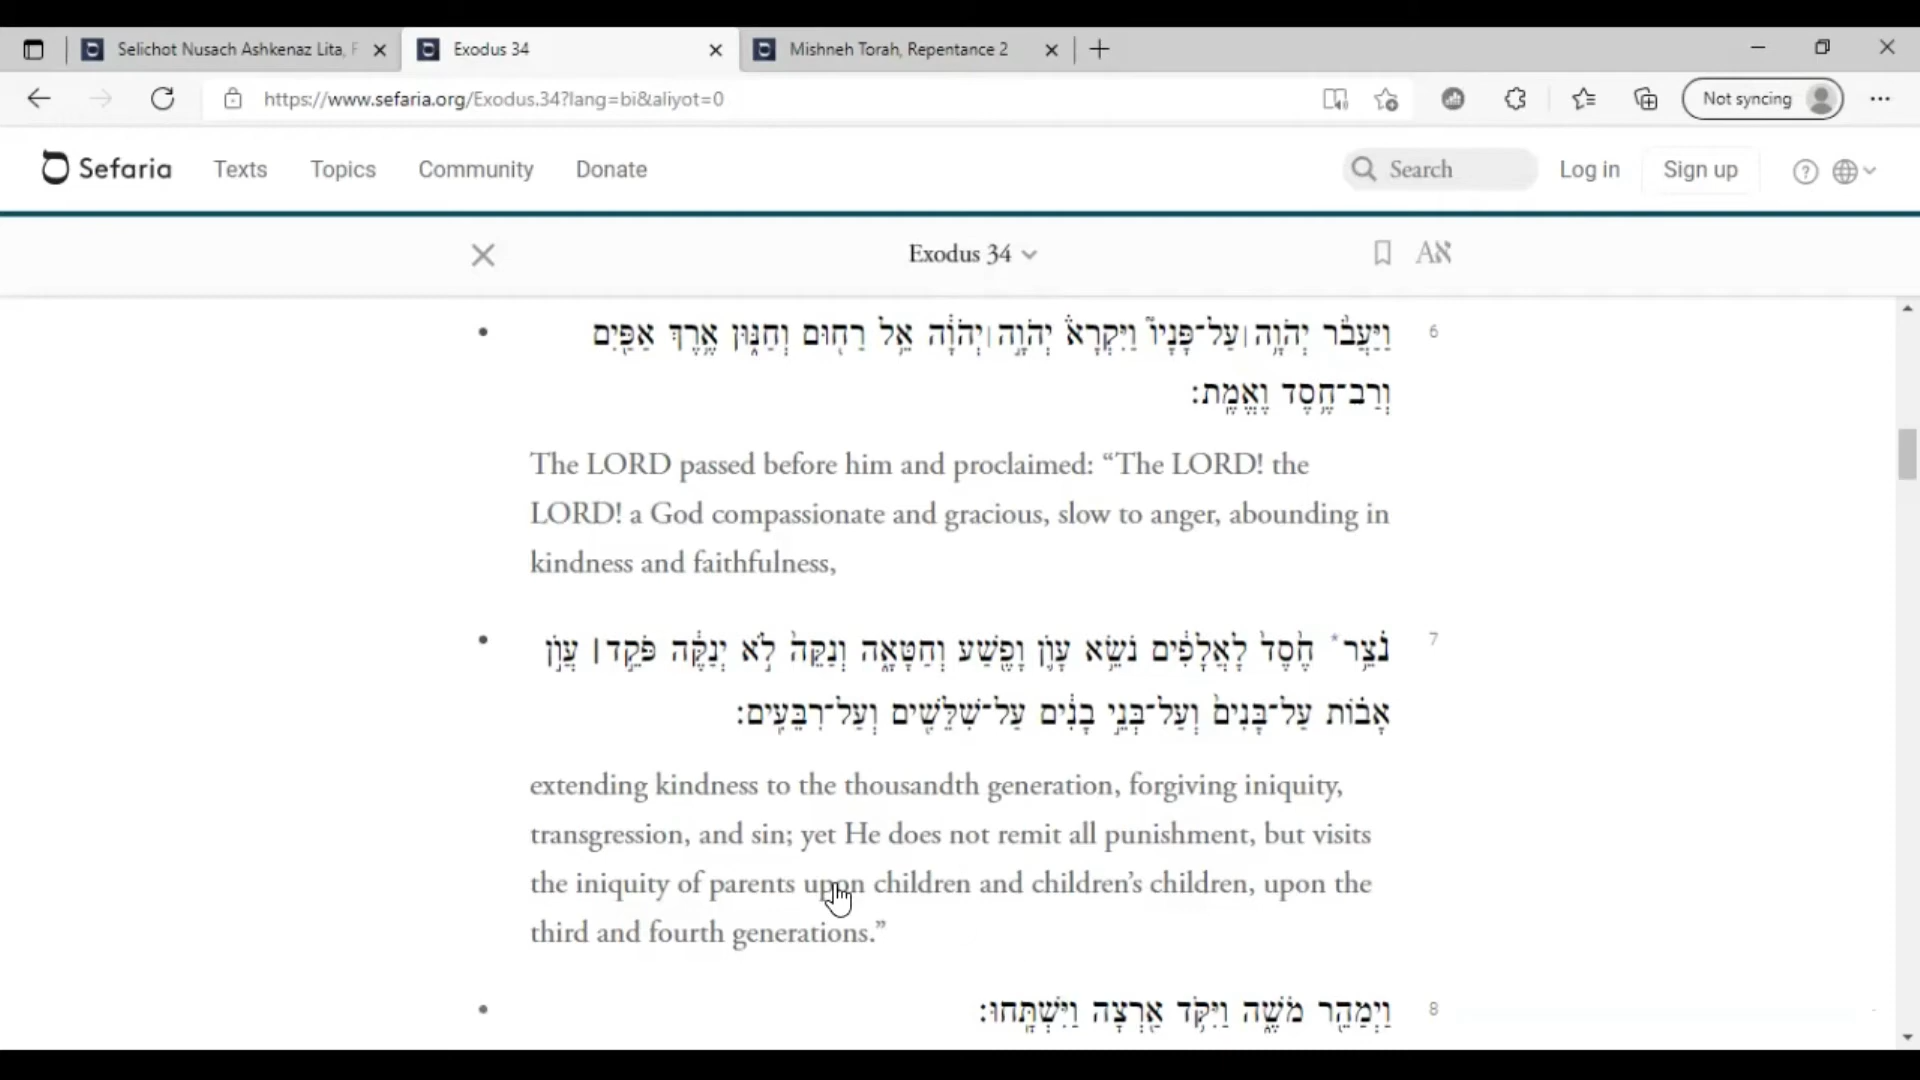 Selichot Nusach Ashkenaz Lita, F
Exodus 34
Mishneh Torah, Repentance 2
https://www.sefaria.org/Exodus.34?lang=bi&aliyot=0
Not syncing
Sefaria
Texts
Topics
Community
Donate
Search
Log in
Sign up
Exodus 34
Aא
6
וַיַּעֲבֹ֨ר יְהֹוָ֥ה ׀ עַל־פָּנָיו֮ וַיִּקְרָא֒ יְהֹוָ֣ה ׀ יְהֹוָ֔ה אֵ֥ל רַח֖וּם וְחַנּ֑וּן אֶ֥רֶךְ אַפַּ֖יִם
וְרַב־חֶ֥סֶד וֶאֱמֶֽת׃
The LORD passed before him and proclaimed: “The LORD! the
LORD! a God compassionate and gracious, slow to anger, abounding in
kindness and faithfulness,
7
נֹצֵ֥ר* חֶ֙סֶד֙ לָאֲלָפִ֔ים נֹשֵׂ֥א עָוֺ֛ן וָפֶ֖שַׁע וְחַטָּאָ֑ה וְנַקֵּה֙ לֹ֣א יְנַקֶּ֔ה פֹּקֵ֣ד ׀ עֲוֺ֣ן
אָב֗וֹת עַל־בָּנִים֙ וְעַל־בְּנֵ֣י בָנִ֔ים עַל־שִׁלֵּשִׁ֖ים וְעַל־רִבֵּעִֽים׃
extending kindness to the thousandth generation, forgiving iniquity,
transgression, and sin; yet He does not remit all punishment, but visits
the iniquity of parents upon children and children’s children, upon the
third and fourth generations.”
8
וַיְמַהֵ֖ר מֹשֶׁ֑ה וַיִּקֹּ֥ד אַ֖רְצָה וַיִּשְׁתָּֽחוּ׃